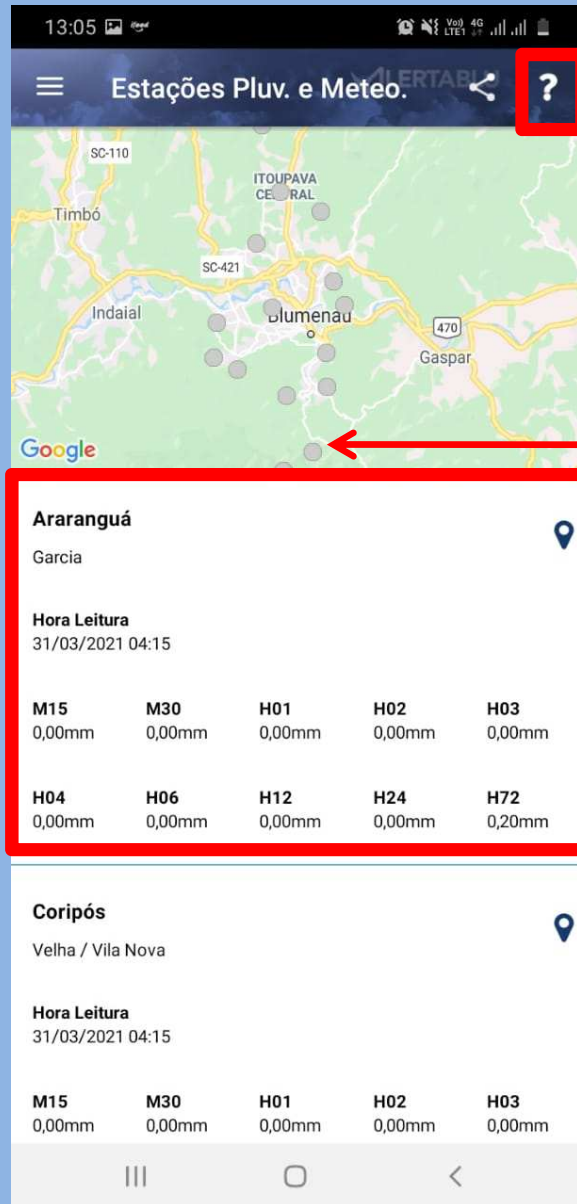 13:05
Vo) 4G
LTE1
Estações Pluv. e Meteo.
ALERTABLU
?
SC-110
ITOUPAVA
CENTRAL
Timbó
SC-421
Indaial
Blumenau
470
Gaspar
Google
Araranguá
Garcia
Hora Leitura
31/03/2021 04:15
M15 M30 H01 H02 H03
0,00mm 0,00mm 0,00mm 0,00mm 0,00mm
H04 H06 H12 H24 H72
0,00mm 0,00mm 0,00mm 0,00mm 0,20mm
Coripós
Velha / Vila Nova
Hora Leitura
31/03/2021 04:15
M15 M30 H01 H02 H03
0,00mm 0,00mm 0,00mm 0,00mm 0,00mm